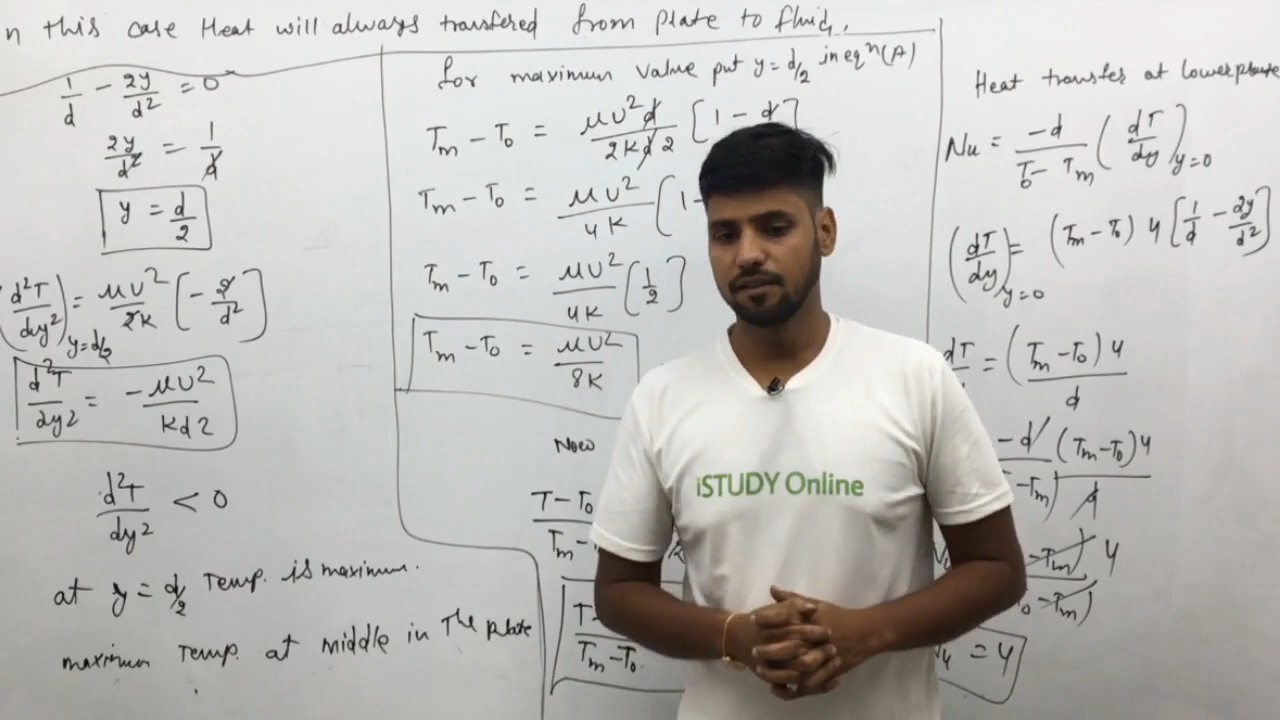 n this case Heat will always transfered from plate to fluid,
1/d - 2y/d² = 0
2y/d² = 1/d
y = d/2
(d²T/dy²)y=d/2 = μU²/2K [- 2/d²]
d²T/dy2 = -μU²/Kd2
d²T/dy² < 0
at y = d/2 Temp. is maximum.
maximum Temp. at middle in The plate
for maximum value put y = d/2 in eqⁿ(A)
Tm - To = μU²d/2Kd2 [1 - d
Tm - To = μU²/4K (1-
Tm - To = μU²/4K (1/2)
Tm - To = μU²/8K
Now
T - To
Tm -
T-
Tm - To
iSTUDY Online
Heat transfer at lower plate
Nu = -d/To - Tm (dT/dy)y=0
(dT/dy)y=0 = (Tm - To) 4 [1/d - 2y/d²]
dT = (Tm - To) 4/d
-d (Tm - To) 4
-Tm) d
-Tm) 4
o - Tm)
= 4